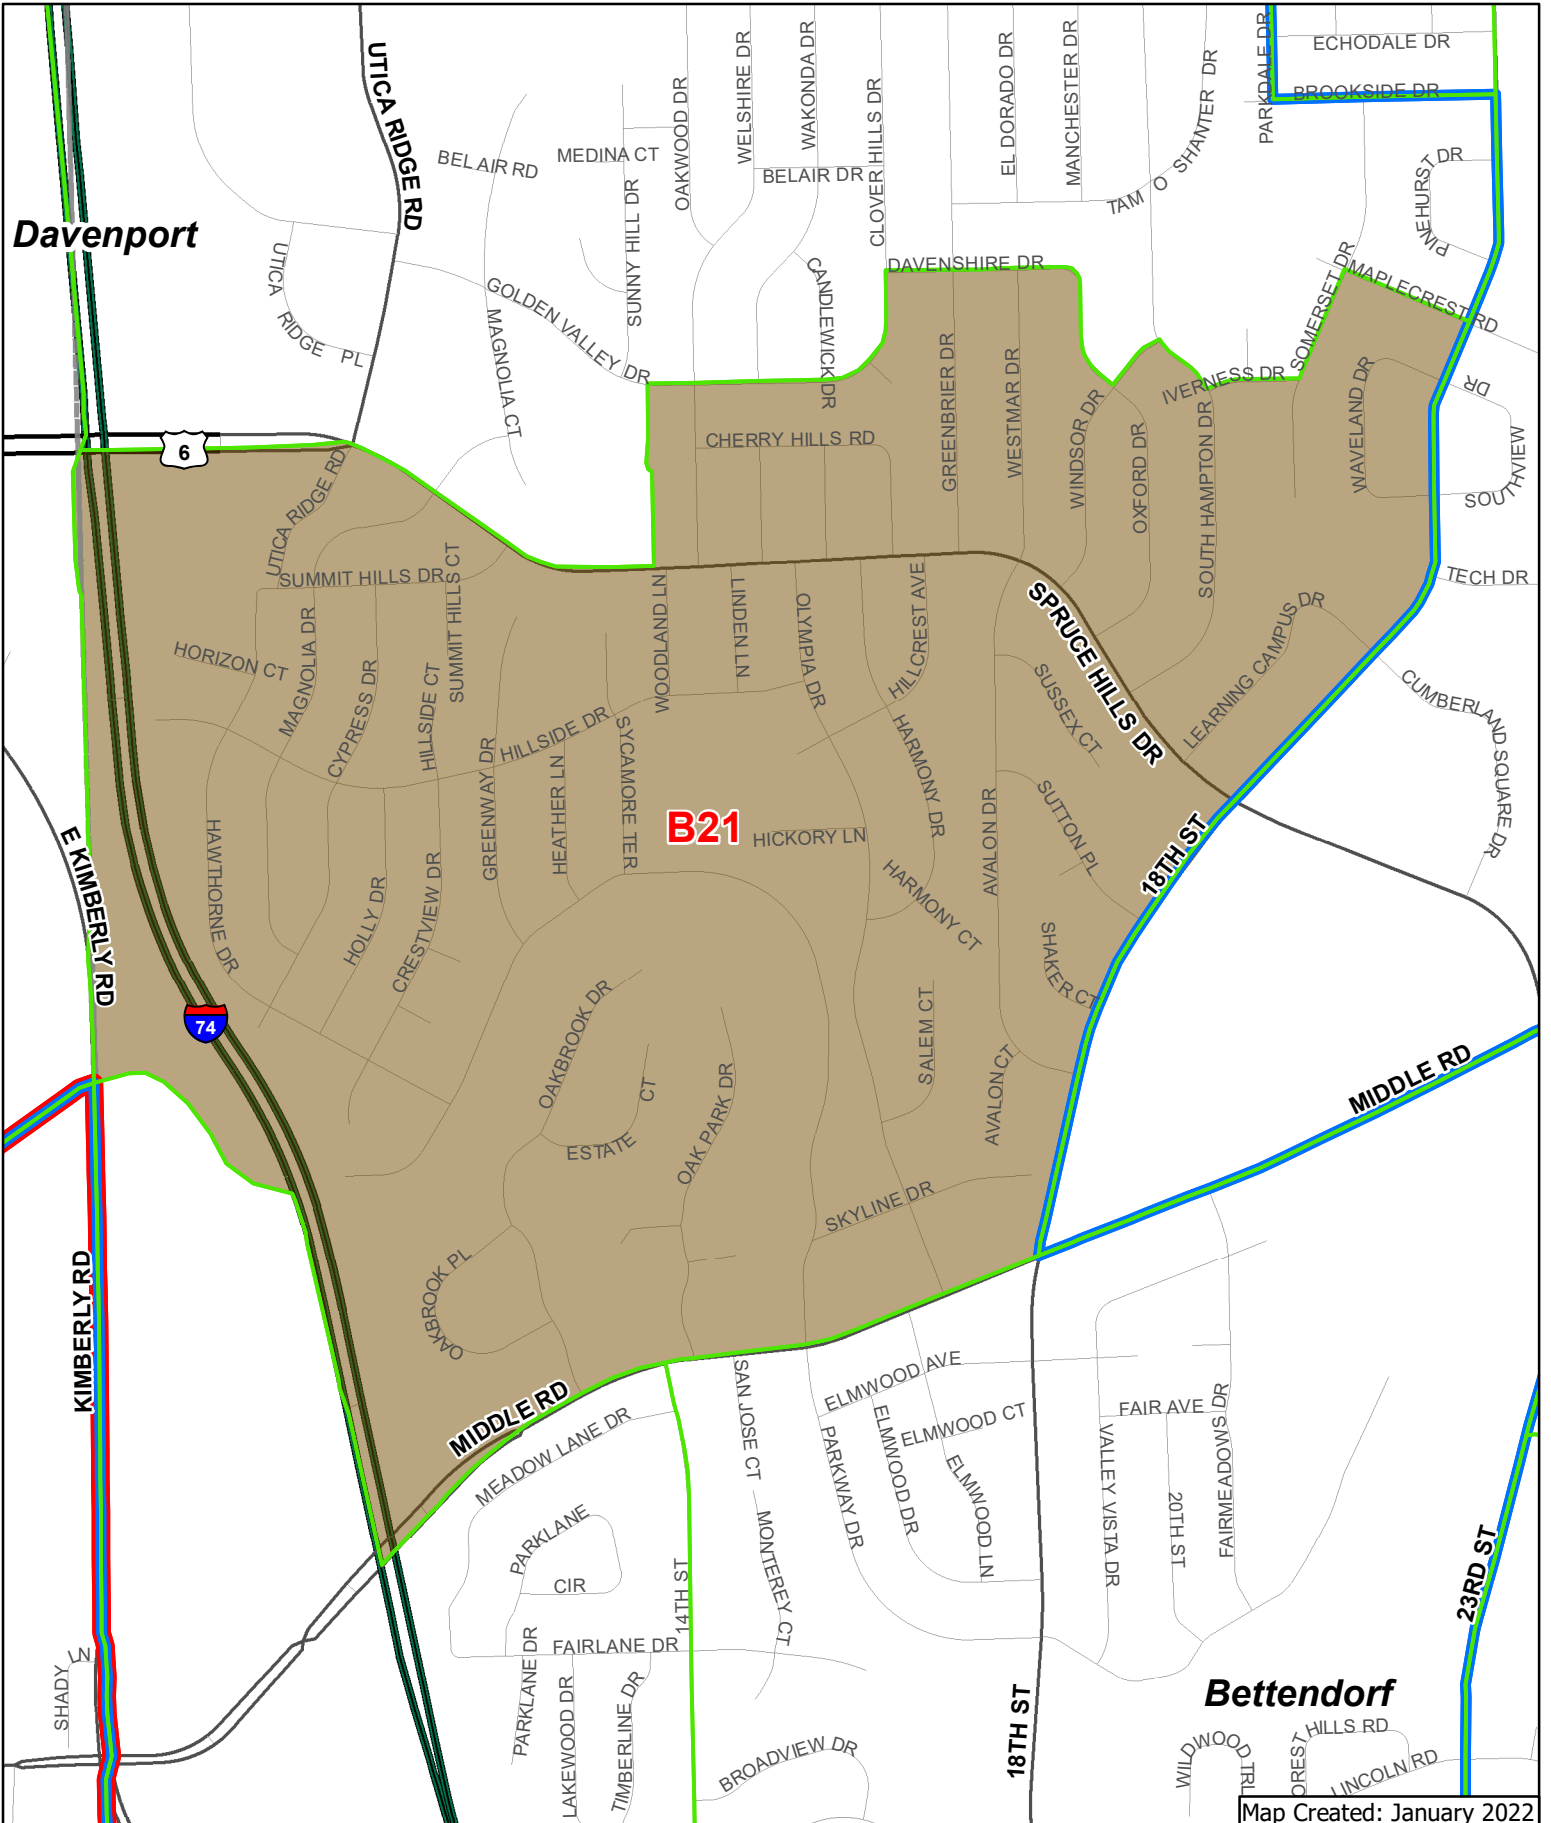 ECHODALE DR
BROOKSIDE DR
PARKDALE DR
UTICA RIDGE RD
BELAIR RD
MEDINA CT
OAKWOOD DR
WELSHIRE DR
WAKONDA DR
BELAIR DR
CLOVER HILLS DR
EL DORADO DR
MANCHESTER DR
TAM O SHANTER DR
PINEHURST DR
Davenport
UTICA RIDGE PL
SUNNY HILL DR
GOLDEN VALLEY DR
MAGNOLIA CT
CANDLEWICK DR
DAVENSHIRE DR
SOMERSET DR
MAPLECREST RD
IVERNESS DR
GREENBRIER DR
WESTMAR DR
WINDSOR DR
OXFORD DR
SOUTH HAMPTON DR
WAVELAND DR
SOUTHVIEW DR
6
CHERRY HILLS RD
UTICA RIDGE RD
SUMMIT HILLS DR
SUMMIT HILLS CT
TECH DR
HORIZON CT
MAGNOLIA DR
CYPRESS DR
HILLSIDE CT
WOODLAND LN
LINDEN LN
OLYMPIA DR
HILLCREST AVE
SPRUCE HILLS DR
LEARNING CAMPUS DR
SUSSEX CT
CUMBERLAND SQUARE DR
GREENWAY DR
HILLSIDE DR
HEATHER LN
SYCAMORE TER
B21
HICKORY LN
HARMONY DR
HARMONY CT
AVALON DR
SUTTON PL
18TH ST
E KIMBERLY RD
HAWTHORNE DR
HOLLY DR
CRESTVIEW DR
SHAKER CT
74
OAKBROOK DR
ESTATE CT
OAK PARK DR
SALEM CT
AVALON CT
MIDDLE RD
SKYLINE DR
KIMBERLY RD
OAKBROOK PL
MIDDLE RD
MEADOW LANE DR
SAN JOSE CT
ELMWOOD AVE
ELMWOOD CT
ELMWOOD DR
ELMWOOD LN
PARKWAY DR
FAIR AVE
VALLEY VISTA DR
20TH ST
FAIRMEADOWS DR
MONTEREY CT
PARKLANE CIR
14TH ST
23RD ST
FAIRLANE DR
SHADY LN
PARKLANE DR
LAKEWOOD DR
TIMBERLINE DR
BROADVIEW DR
18TH ST
Bettendorf
WILDWOOD TRL
OREST HILLS RD
LINCOLN RD
Map Created: January 2022